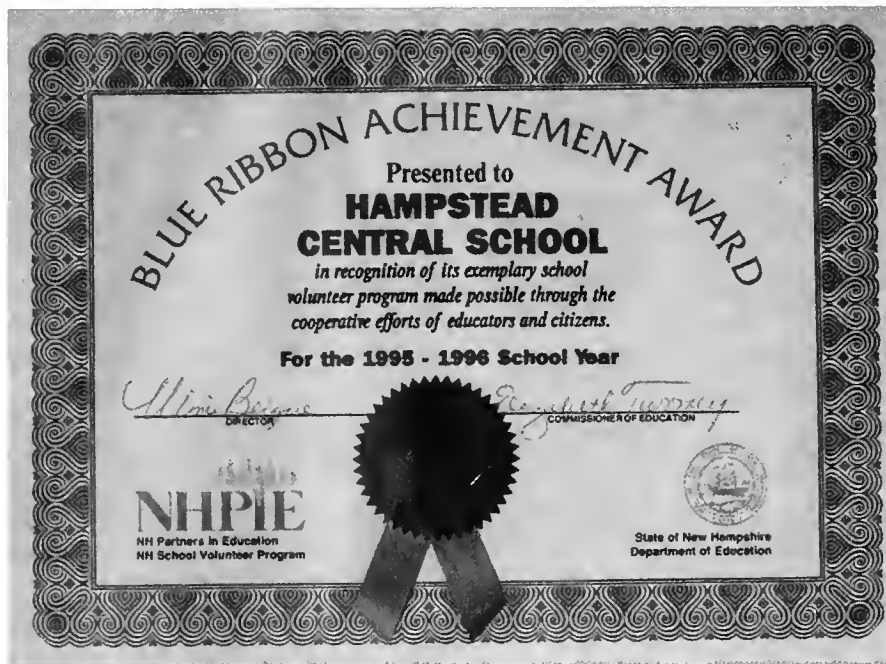 BLUE RIBBON ACHIEVEMENT AWARD
Presented to
HAMPSTEAD
CENTRAL SCHOOL
in recognition of its exemplary school
volunteer program made possible through the
cooperative efforts of educators and citizens.
For the 1995 - 1996 School Year
Elizabeth Twomey
DIRECTOR
COMMISSIONER OF EDUCATION
NHPIE
NH Partners in Education
NH School Volunteer Program
State of New Hampshire
Department of Education